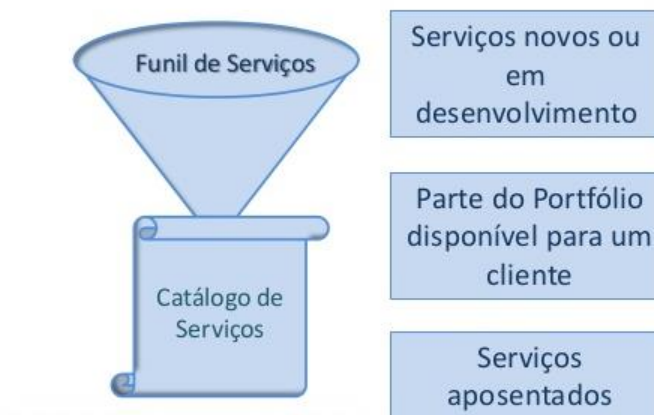 Funil de Serviços
Serviços novos ou
em
desenvolvimento
Parte do Portfólio
disponível para um
cliente
Catálogo de
Serviços
Serviços
aposentados